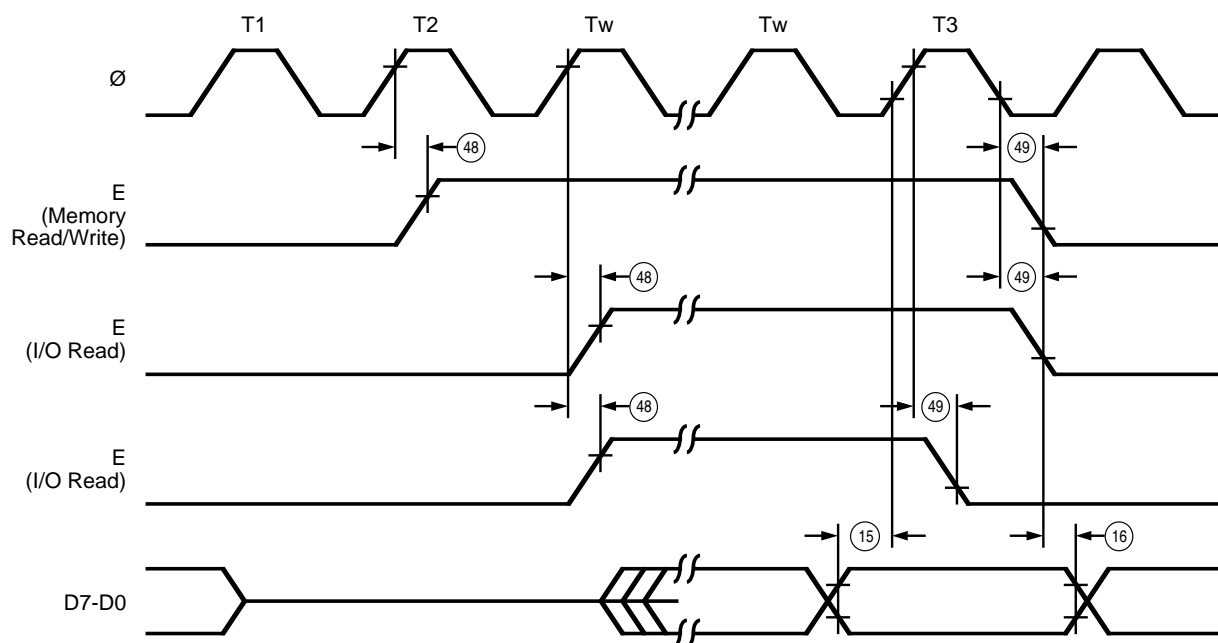 T1 T2 Tw Tw T3
Ø
48 49
E
(Memory
Read/Write)
48 49
E
(I/O Read)
48 49
E
(I/O Read)
15 16
D7-D0